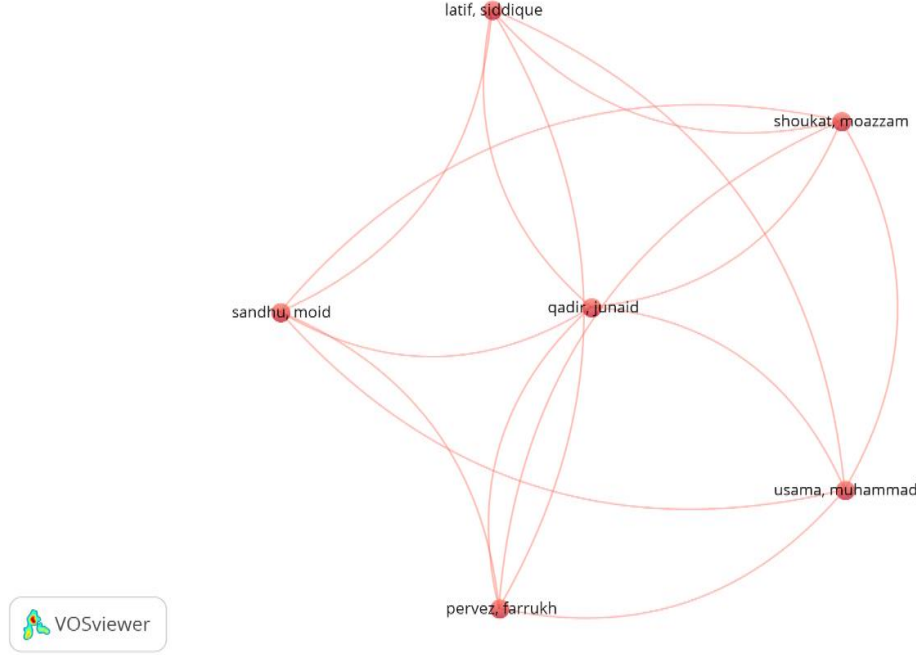 latif, siddique
shoukat, moazzam
sandhu, moid
qadir, junaid
usama, muhammad
pervez, farrukh
VOSviewer